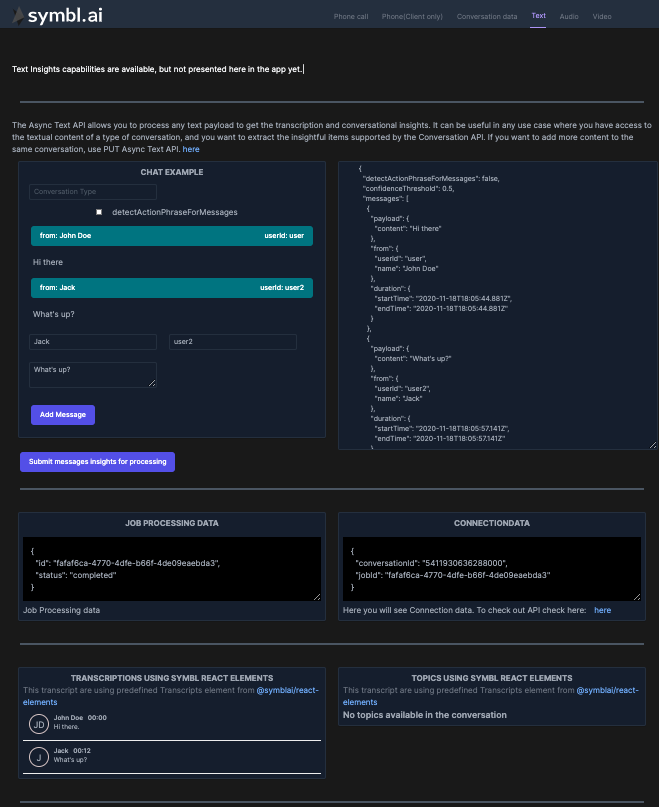 symbl.ai
Phone call
Phone(Client only)
Conversation data
Text
Audio
Video
Text Insights capabilities are available, but not presented here in the app yet.
The Async Text API allows you to process any text payload to get the transcription and conversational insights. It can be useful in any use case where you have access to
the textual content of a type of conversation, and you want to extract the insightful items supported by the Conversation API. If you want to add more content to the
same conversation, use PUT Async Text API. here
CHAT EXAMPLE
Conversation Type
detectActionPhraseForMessages
from: John Doe
userId: user
Hi there
from: Jack
userId: user2
What's up?
Jack
user2
What's up?
Add Message
{
"detectActionPhraseForMessages": false,
"confidenceThreshold": 0.5,
"messages": [
{
"payload": {
"content": "Hi there"
},
"from": {
"userId": "user",
"name": "John Doe"
},
"duration": {
"startTime": "2020-11-18T18:05:44.881Z",
"endTime": "2020-11-18T18:05:44.881Z"
}
},
{
"payload": {
"content": "What's up?"
},
"from": {
"userId": "user2",
"name": "Jack"
},
"duration": {
"startTime": "2020-11-18T18:05:57.141Z",
"endTime": "2020-11-18T18:05:57.141Z"
}
Submit messages insights for processing
JOB PROCESSING DATA
{
"id": "fafaf6ca-4770-4dfe-b66f-4de09eaebda3",
"status": "completed"
}
Job Processing data
CONNECTIONDATA
{
"conversationId": "5411930636288000",
"jobId": "fafaf6ca-4770-4dfe-b66f-4de09eaebda3"
}
Here you will see Connection data. To check out API check here: here
TRANSCRIPTIONS USING SYMBL REACT ELEMENTS
This transcript are using predefined Transcripts element from @symblai/react-
elements
JD
John Doe 00:00
Hi there.
J
Jack 00:12
What's up?
TOPICS USING SYMBL REACT ELEMENTS
This transcript are using predefined Transcripts element from @symblai/react-
elements
No topics available in the conversation